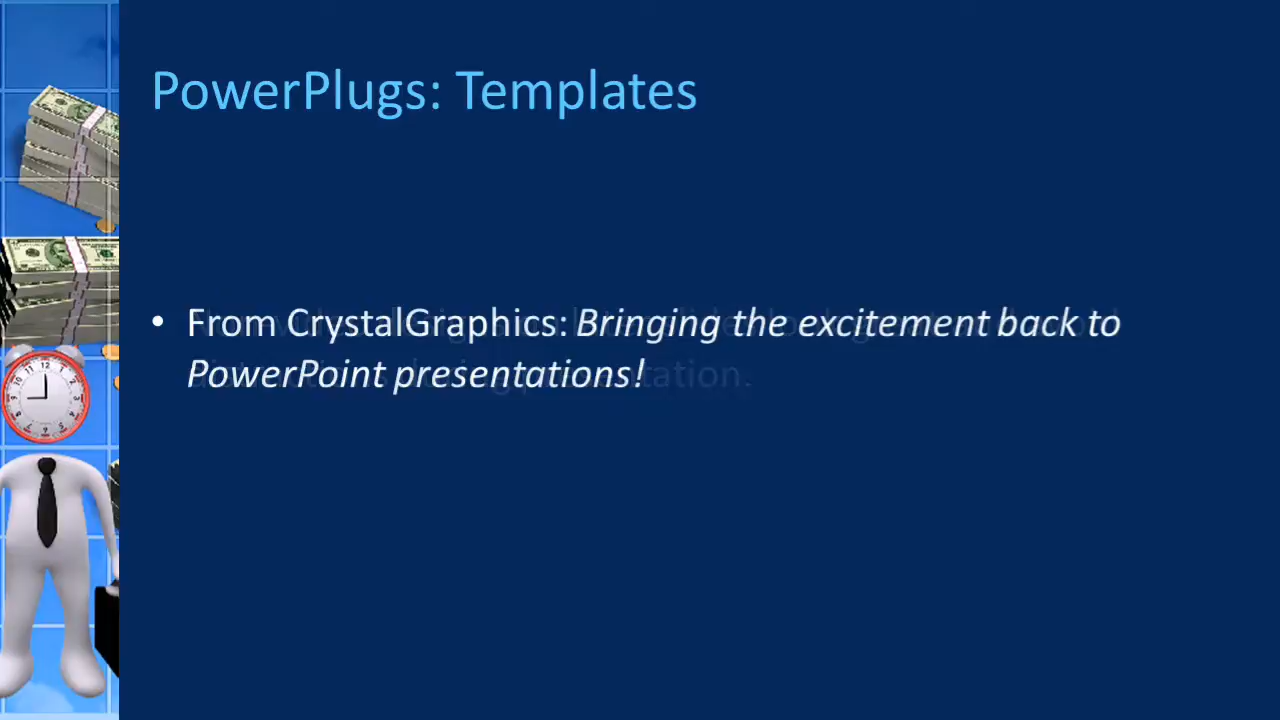 PowerPlugs: Templates
• From CrystalGraphics: Bringing the excitement back to
PowerPoint presentations!